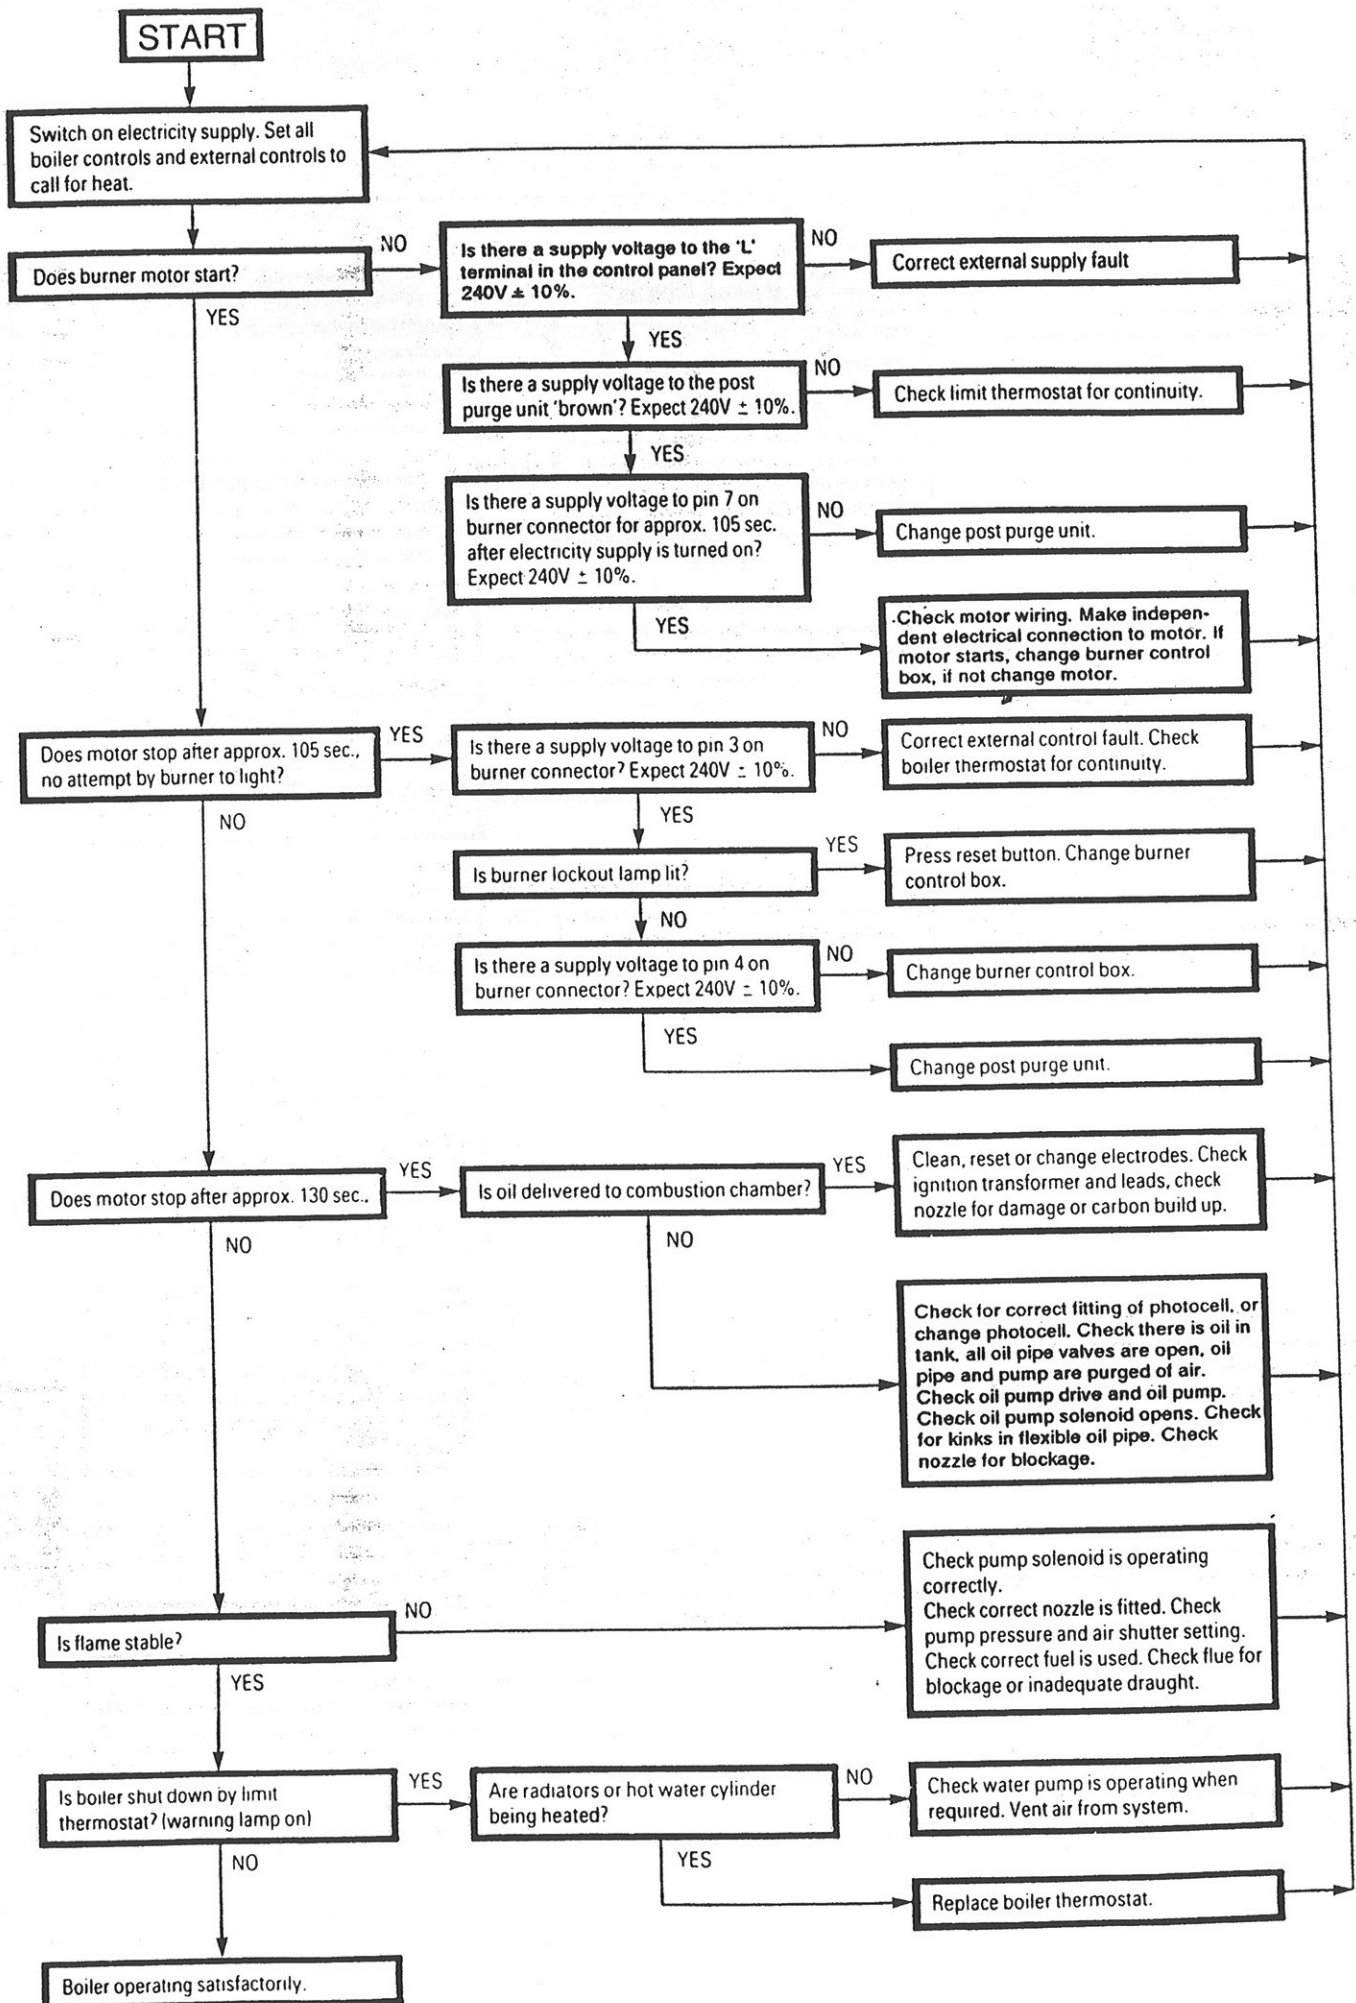 START
Switch on electricity supply. Set all
boiler controls and external controls to
call for heat.
Does burner motor start?
NO
Is there a supply voltage to the 'L'
terminal in the control panel? Expect
240V ± 10%.
NO
Correct external supply fault
YES
YES
Is there a supply voltage to the post
purge unit 'brown'? Expect 240V ± 10%.
NO
Check limit thermostat for continuity.
YES
Is there a supply voltage to pin 7 on
burner connector for approx. 105 sec.
after electricity supply is turned on?
Expect 240V ± 10%.
NO
Change post purge unit.
YES
Check motor wiring. Make indepen-
dent electrical connection to motor. If
motor starts, change burner control
box, if not change motor.
Does motor stop after approx. 105 sec.,
no attempt by burner to light?
YES
Is there a supply voltage to pin 3 on
burner connector? Expect 240V ± 10%.
NO
Correct external control fault. Check
boiler thermostat for continuity.
NO
YES
Is burner lockout lamp lit?
YES
Press reset button. Change burner
control box.
NO
Is there a supply voltage to pin 4 on
burner connector? Expect 240V ± 10%.
NO
Change burner control box.
YES
Change post purge unit.
Does motor stop after approx. 130 sec..
YES
Is oil delivered to combustion chamber?
YES
Clean, reset or change electrodes. Check
ignition transformer and leads, check
nozzle for damage or carbon build up.
NO
NO
Check for correct fitting of photocell, or
change photocell. Check there is oil in
tank, all oil pipe valves are open, oil
pipe and pump are purged of air.
Check oil pump drive and oil pump.
Check oil pump solenoid opens. Check
for kinks in flexible oil pipe. Check
nozzle for blockage.
Is flame stable?
NO
Check pump solenoid is operating
correctly.
Check correct nozzle is fitted. Check
pump pressure and air shutter setting.
Check correct fuel is used. Check flue for
blockage or inadequate draught.
YES
Is boiler shut down by limit
thermostat? (warning lamp on)
YES
Are radiators or hot water cylinder
being heated?
NO
Check water pump is operating when
required. Vent air from system.
NO
YES
Replace boiler thermostat.
Boiler operating satisfactorily.